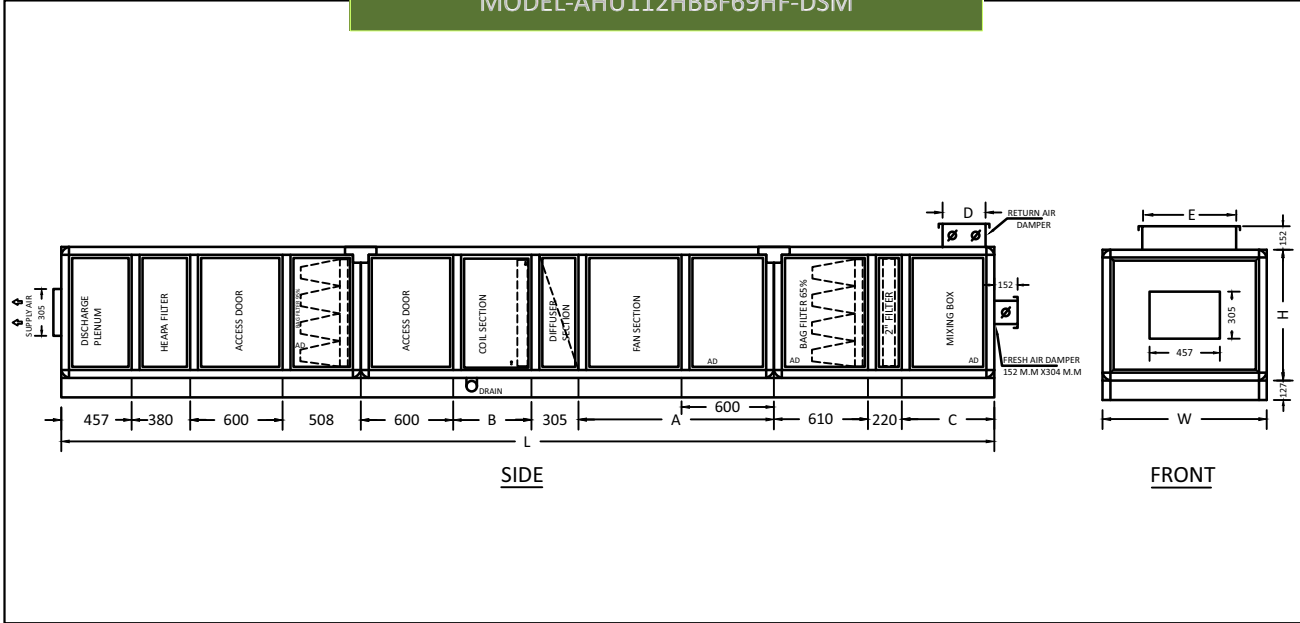 MODEL-AHU112HBBF69HF-DSM
D
RETURN AIR
DAMPER
E
152
SUPPLY AIR
305
DISCHARGE
PLENUM
HEAPA FILTER
ACCESS DOOR
AD
ACCESS DOOR
COIL SECTION
DIFFUSER
SECTION
FAN SECTION
AD
BAG FILTER 65%
AD
2" FILTER
MIXING BOX
AD
152
FRESH AIR DAMPER
152 M.M X304 M.M
305
457
H
127
DRAIN
457
380
600
508
600
B
305
A
600
610
220
C
W
L
SIDE
FRONT